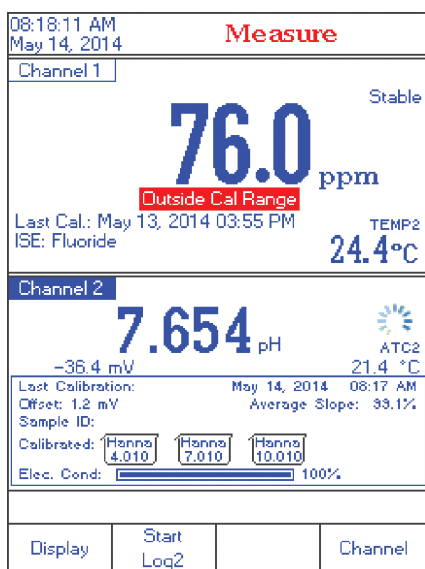 08:18:11 AM
May 14, 2014
Measure
Channel 1
Stable
76.0 ppm
Outside Cal Range
Last Cal.: May 13, 2014 03:55 PM
ISE: Fluoride
TEMP2
24.4°C
Channel 2
7.654 pH
-36.4 mV
ATC2
21.4 °C
Last Calibration: May 14, 2014 08:17 AM
Offset: 1.2 mV Average Slope: 99.1%
Sample ID:
Calibrated: Hanna 4.010 Hanna 7.010 Hanna 10.010
Elec. Cond: 100%
Display
Start Log2
Channel